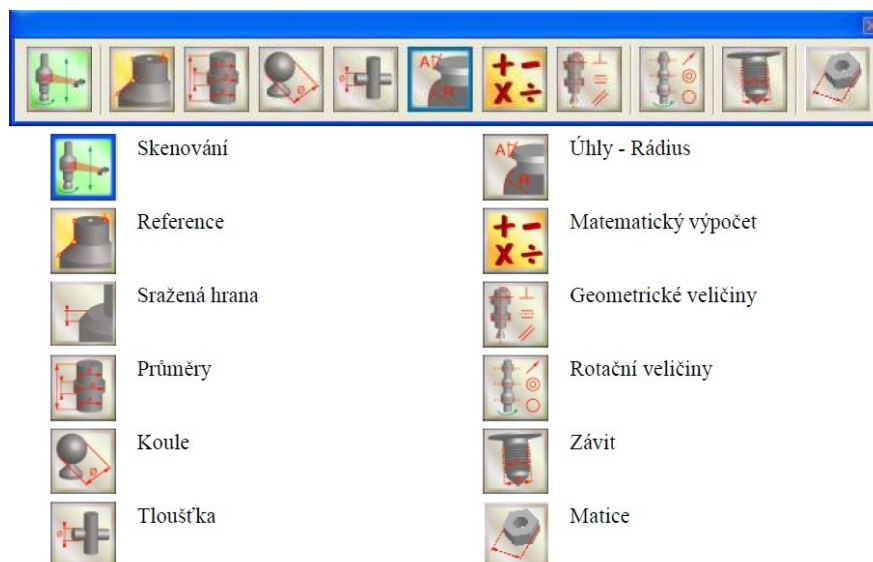 Skenování
Úhly - Rádius
Reference
Matematický výpočet
Sražená hrana
Geometrické veličiny
Průměry
Rotační veličiny
Koule
Závit
Tloušťka
Matice